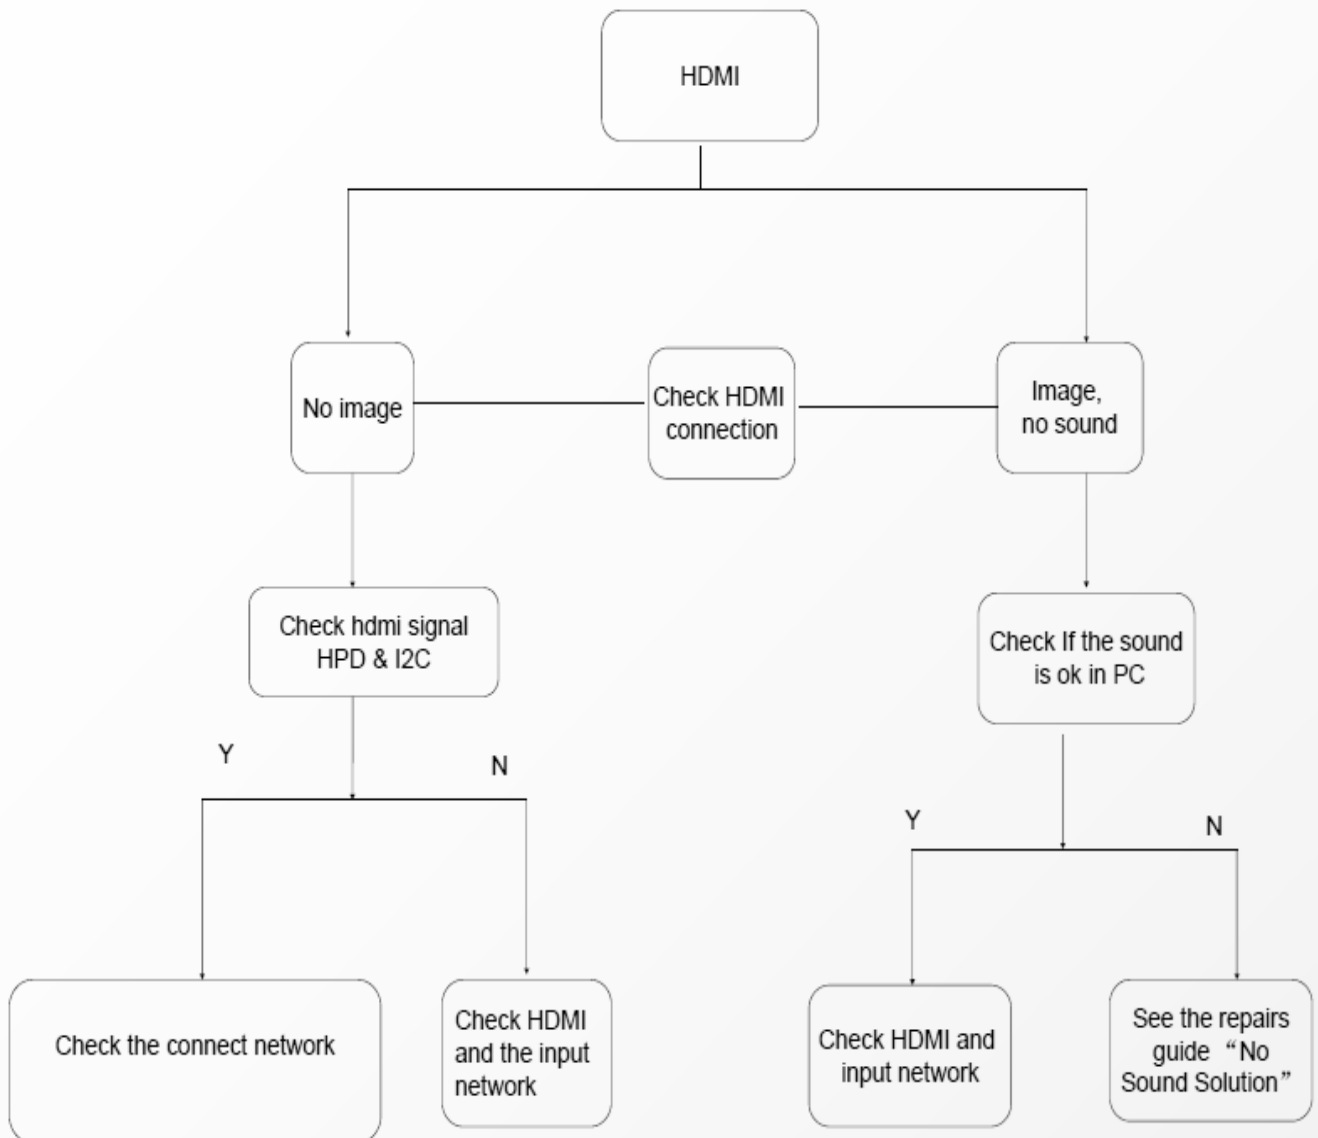 HDMI
No image
Check HDMI
connection
Image,
no sound
Check hdmi signal
HPD & I2C
Check If the sound
is ok in PC
Y
N
Y
N
Check the connect network
Check HDMI
and the input
network
Check HDMI and
input network
See the repairs
guide “No
Sound Solution”